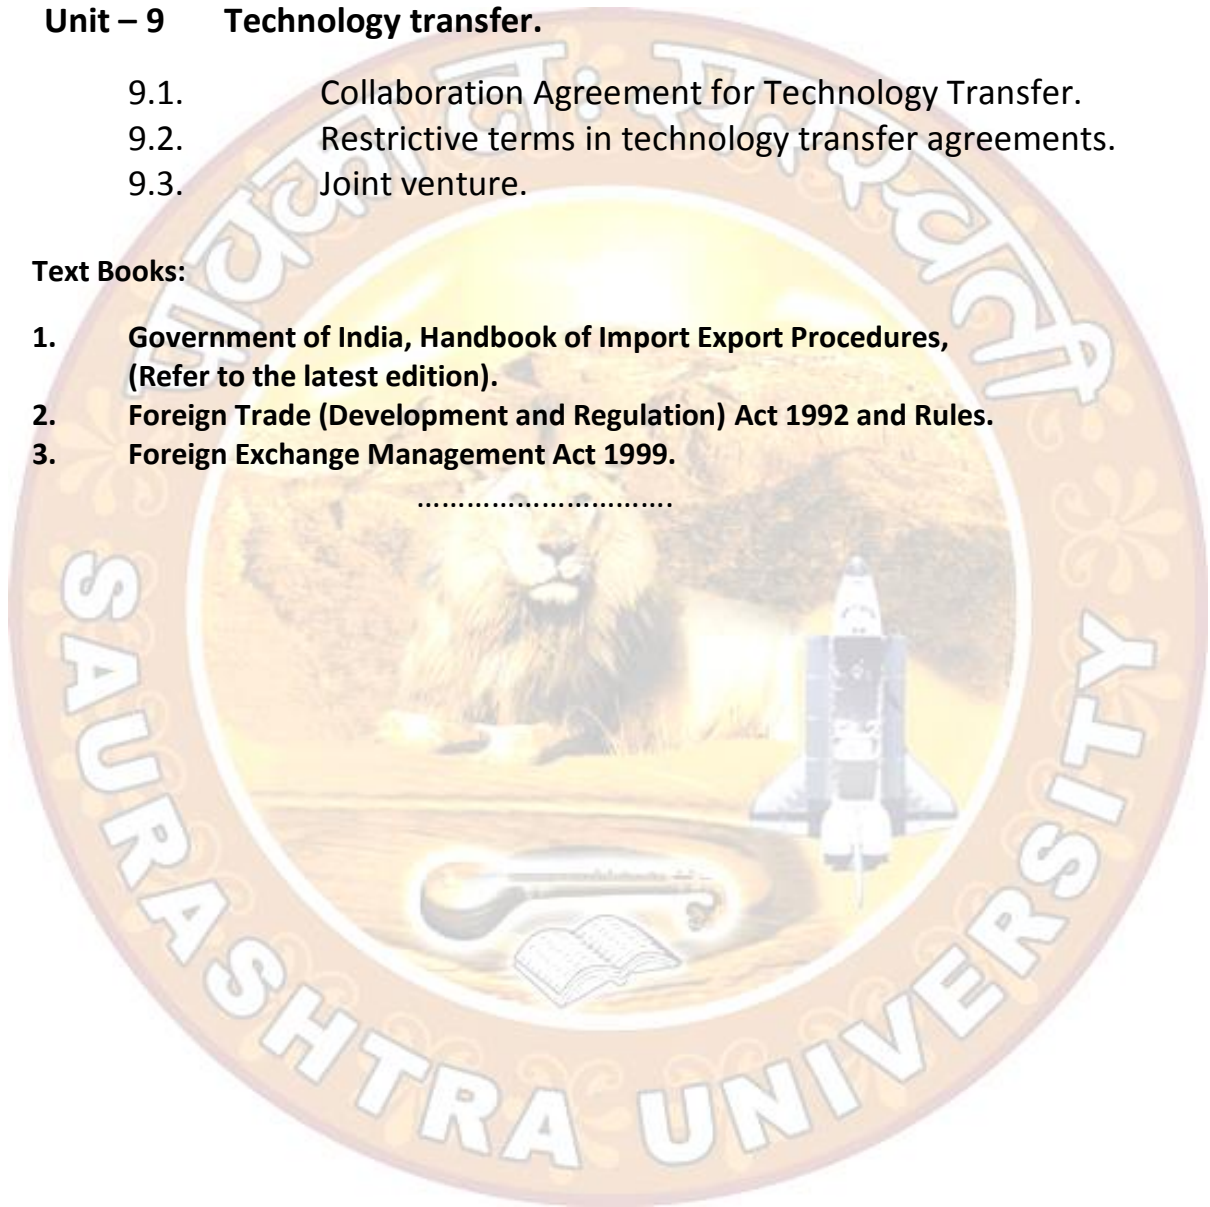 Unit – 9 Technology transfer.
9.1. Collaboration Agreement for Technology Transfer.
9.2. Restrictive terms in technology transfer agreements.
9.3. Joint venture.
Text Books:
1. Government of India, Handbook of Import Export Procedures,
(Refer to the latest edition).
2. Foreign Trade (Development and Regulation) Act 1992 and Rules.
3. Foreign Exchange Management Act 1999.
………………………….
SAURASHTRA UNIVERSITY